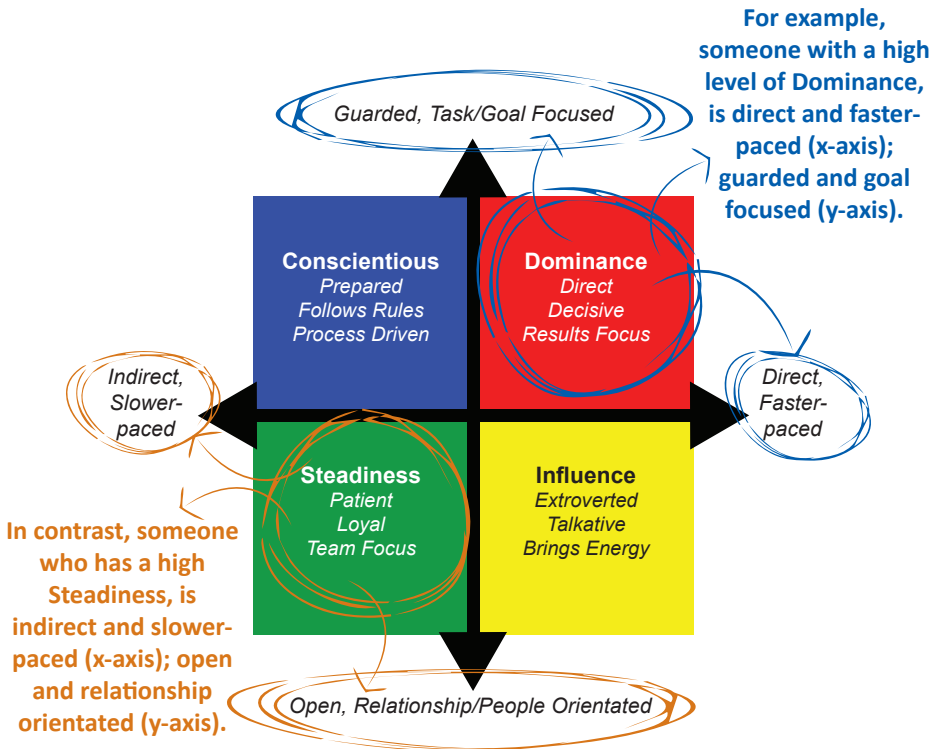 For example,
someone with a high
level of Dominance,
is direct and faster-
paced (x-axis);
guarded and goal
focused (y-axis).
Guarded, Task/Goal Focused
Conscientious
Prepared
Follows Rules
Process Driven
Dominance
Direct
Decisive
Results Focus
Indirect,
Slower-
paced
Direct,
Faster-
paced
Steadiness
Patient
Loyal
Team Focus
Influence
Extroverted
Talkative
Brings Energy
In contrast, someone
who has a high
Steadiness, is
indirect and slower-
paced (x-axis); open
and relationship
orientated (y-axis).
Open, Relationship/People Orientated